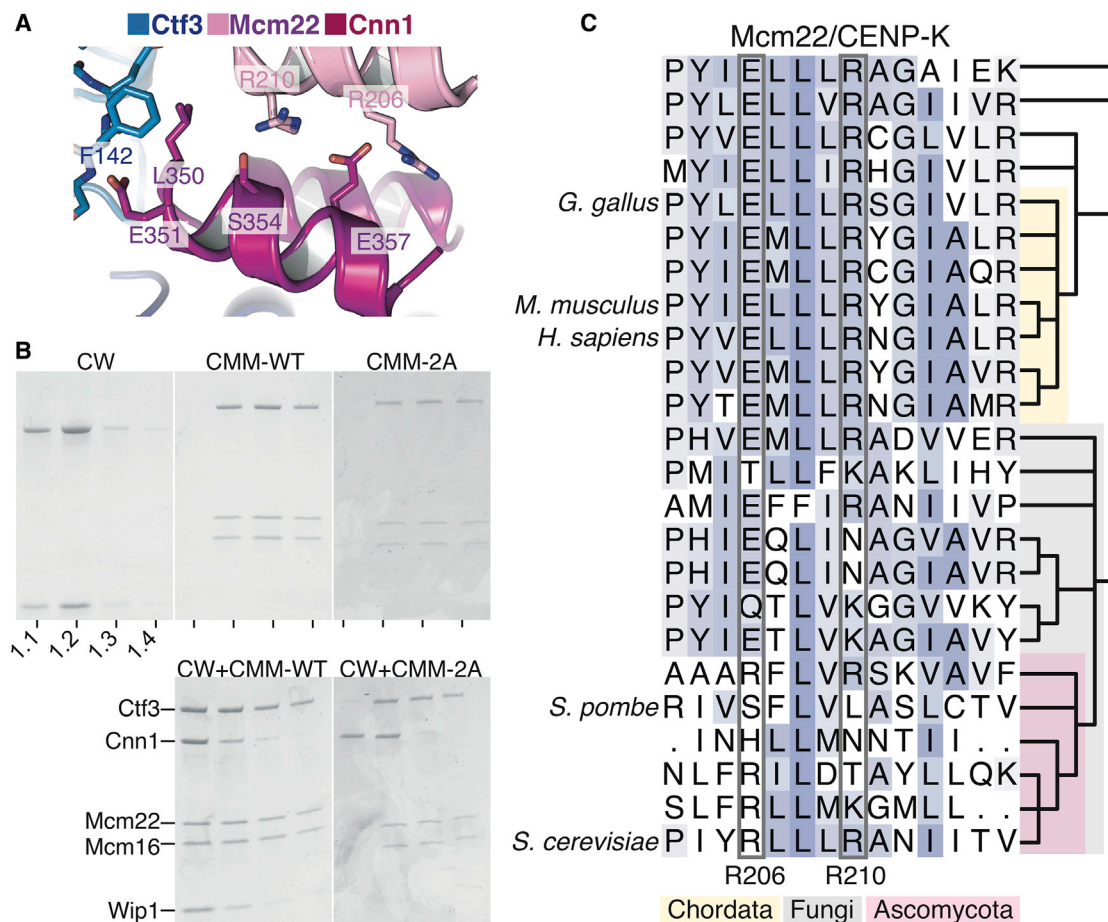 A
Ctf3 Mcm22 Cnn1
R210
R206
F142
L350
E351
S354
E357
B
CW CMM-WT CMM-2A
1.1 1.2 1.3 1.4
CW+CMM-WT CW+CMM-2A
Ctf3
Cnn1
Mcm22
Mcm16
Wip1
C
Mcm22/CENP-K
PYIELLLRAGAIEK
PYLELLVRAGIIVR
PYVELLLRCGLVLR
MYIELLIRHGIVLR
G. gallus PYLELLLRSGIVLR
PYIEMLLRYGIALR
PYIEMLLRCGIAQR
M. musculus PYIELLLRYGIALR
H. sapiens PYVELLLRNGIALR
PYVEMLLRYGIAVR
PYTEMLLRNGIAMR
PHVEMLLRADVVER
PMITLLFKAKLIHY
AMIEFFIRANIIVP
PHIEQLINAGVAVR
PHIEQLINAGIAVR
PYIQTLVKGGVVKY
PYIETLVKAGIAVY
AAARFLVRSKVAVF
S. pombe RIVSFLVLASLCTV
.INHLLMNNTII..
NLFRILDTAYLLQK
SLFRLLMKGMLL..
S. cerevisiae PIYRLLLRANIITV
R206 R210
Chordata Fungi Ascomycota